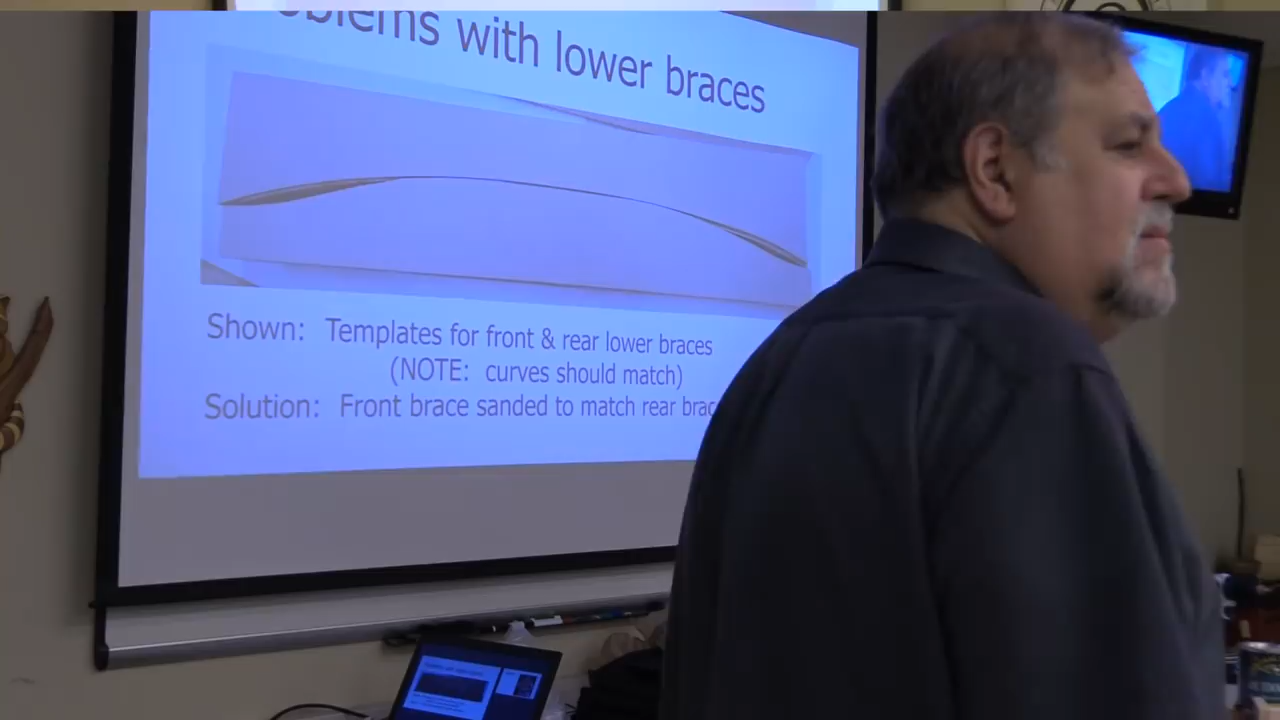 oblems with lower braces
Shown: Templates for front & rear lower braces
(NOTE: curves should match)
Solution: Front brace sanded to match rear brac